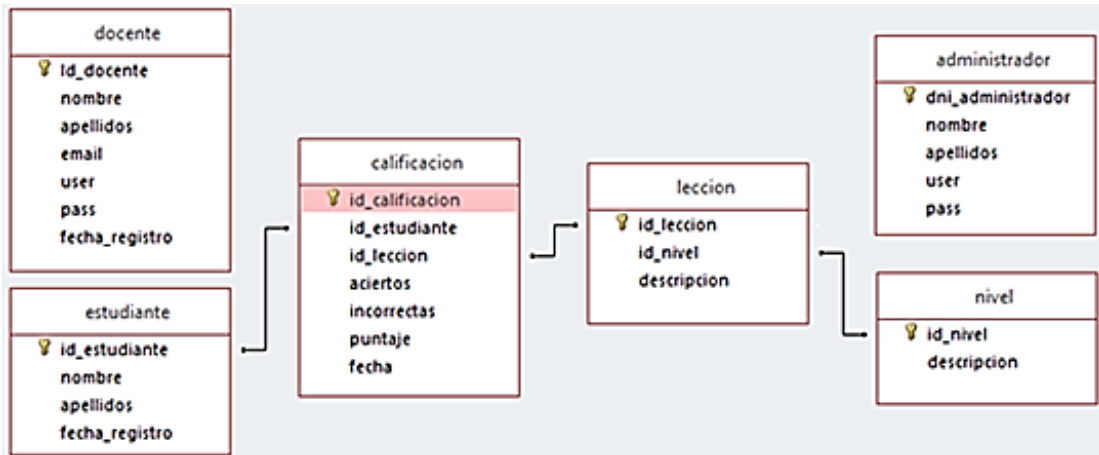 docente
Id_docente
nombre
apellidos
email
user
pass
fecha_registro
estudiante
id_estudiante
nombre
apellidos
fecha_registro
calificacion
id_calificacion
id_estudiante
id_leccion
aciertos
incorrectas
puntaje
fecha
leccion
id_leccion
id_nivel
descripcion
administrador
dni_administrador
nombre
apellidos
user
pass
nivel
id_nivel
descripcion